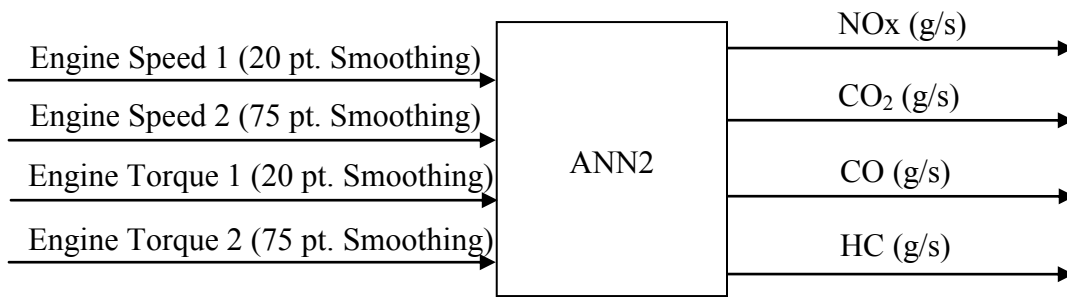 Engine Speed 1 (20 pt. Smoothing)
Engine Speed 2 (75 pt. Smoothing)
Engine Torque 1 (20 pt. Smoothing)
Engine Torque 2 (75 pt. Smoothing)
ANN2
NOx (g/s)
CO₂ (g/s)
CO (g/s)
HC (g/s)